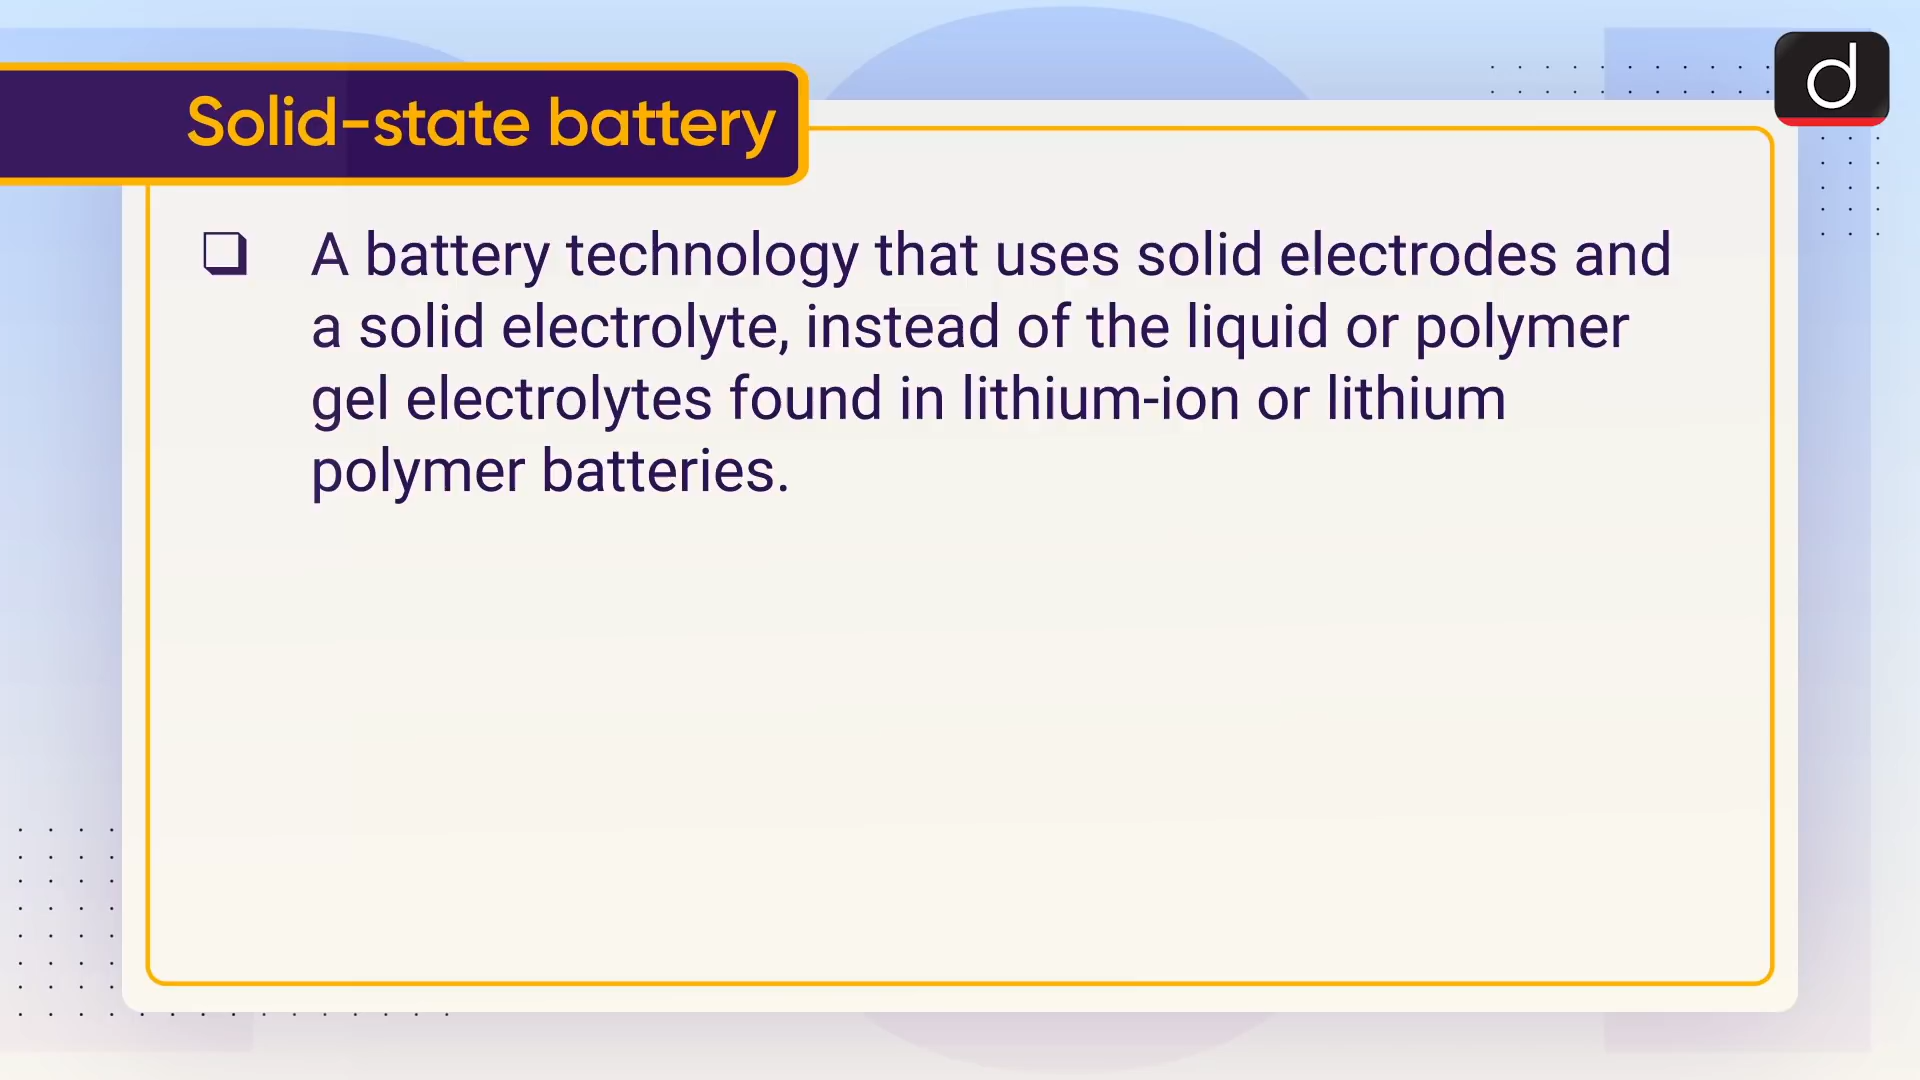 Solid-state battery
d
❏ A battery technology that uses solid electrodes and
a solid electrolyte, instead of the liquid or polymer
gel electrolytes found in lithium-ion or lithium
polymer batteries.